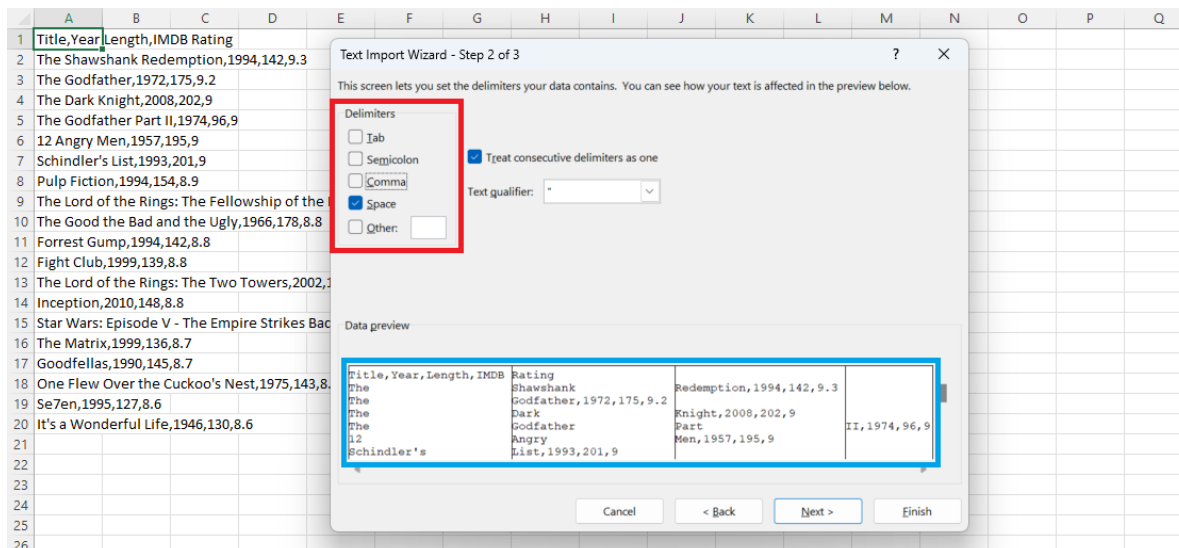 A B C D E F G H I J K L M N O P Q
1 Title,Year Length,IMDB Rating
2 The Shawshank Redemption,1994,142,9.3
3 The Godfather,1972,175,9.2
4 The Dark Knight,2008,202,9
5 The Godfather Part II,1974,96,9
6 12 Angry Men,1957,195,9
7 Schindler's List,1993,201,9
8 Pulp Fiction,1994,154,8.9
9 The Lord of the Rings: The Fellowship of the
10 The Good the Bad and the Ugly,1966,178,8.8
11 Forrest Gump,1994,142,8.8
12 Fight Club,1999,139,8.8
13 The Lord of the Rings: The Two Towers,2002,1
14 Inception,2010,148,8.8
15 Star Wars: Episode V - The Empire Strikes Bac
16 The Matrix,1999,136,8.7
17 Goodfellas,1990,145,8.7
18 One Flew Over the Cuckoo's Nest,1975,143,8.
19 Se7en,1995,127,8.6
20 It's a Wonderful Life,1946,130,8.6
21
22
23
24
25
26
Text Import Wizard - Step 2 of 3 ?
This screen lets you set the delimiters your data contains. You can see how your text is affected in the preview below.
Delimiters
Tab
Semicolon
Comma
Space
Other:
Treat consecutive delimiters as one
Text qualifier: "
Data preview
Title,Year,Length,IMDB Rating
The Shawshank Redemption,1994,142,9.3
The Godfather,1972,175,9.2
The Dark Knight,2008,202,9
The Godfather Part II,1974,96,9
12 Angry Men,1957,195,9
Schindler's List,1993,201,9
Cancel < Back Next > Finish